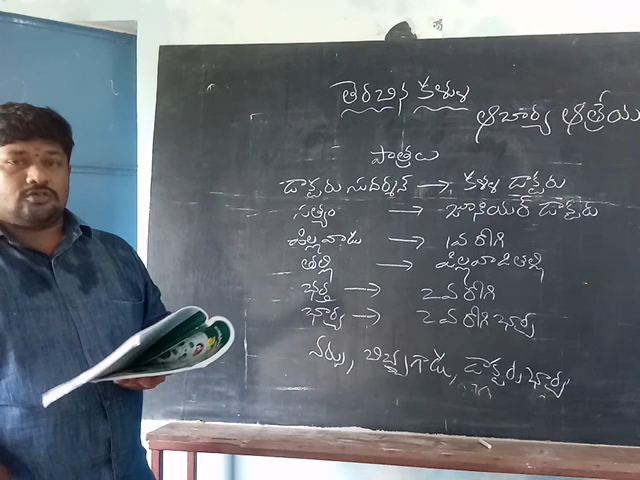 తెరచిన కళ్ళు
ఆచార్య ఆత్రేయ
పాత్రలు
డాక్టరు సుదర్శన్ → కళ్ళ డాక్టరు
సత్యం → జూనియర్ డాక్టరు
పిల్లవాడు → 1వ రోగి
తల్లి → పిల్లవాడి తల్లి
భర్త → 2వ రోగి
భార్య → 2వ రోగి భార్య
నర్సు, బిచ్చగాడు, డాక్టర్ల భార్య